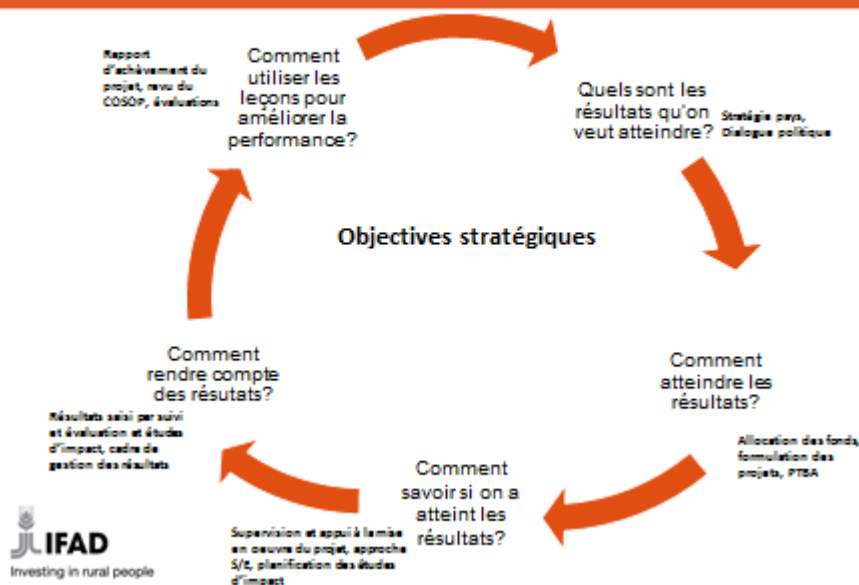 Rapport
d'achèvement du
projet, revu du
COSOP, évaluations
Comment
utiliser les
leçons pour
améliorer la
performance?
Quels sont les
résultats qu'on
veut atteindre?
Stratégie pays,
Dialogue politique
Objectives stratégiques
Comment
atteindre les
résultats?
Allocation des fonds,
formulation des
projets, PTBA
Comment
savoir si on a
atteint les
résultats?
Supervision et appui à la mise
en oeuvre du projet, approche
S/E, planification des études
d'impact
Comment
rendre compte
des résutats?
Résultats saisi par suivi
et évaluation et études
d'impact, cadre de
gestion des résultats
IFAD
Investing in rural people